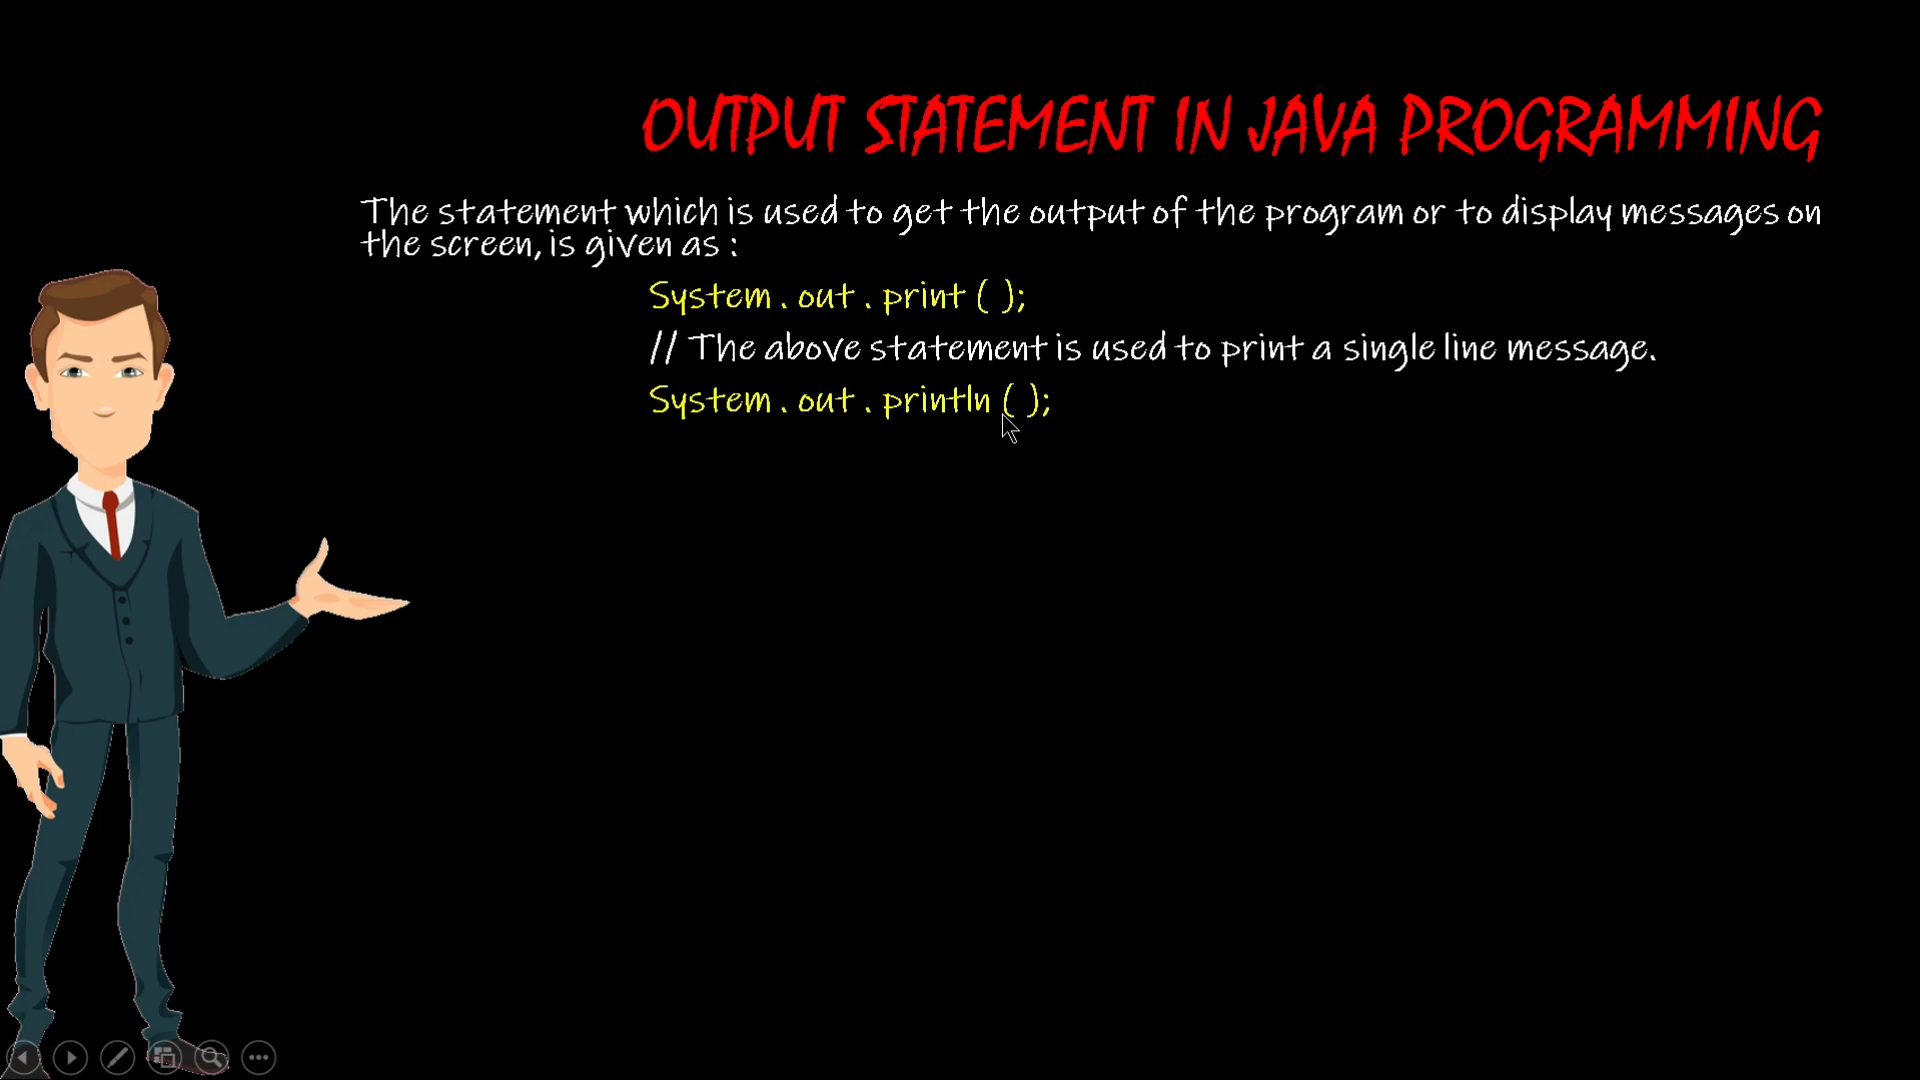 OUTPUT STATEMENT IN JAVA PROGRAMMING
The statement which is used to get the output of the program or to display messages on
the screen, is given as :
System . out . print ( );
// The above statement is used to print a single line message.
System . out . println ( );